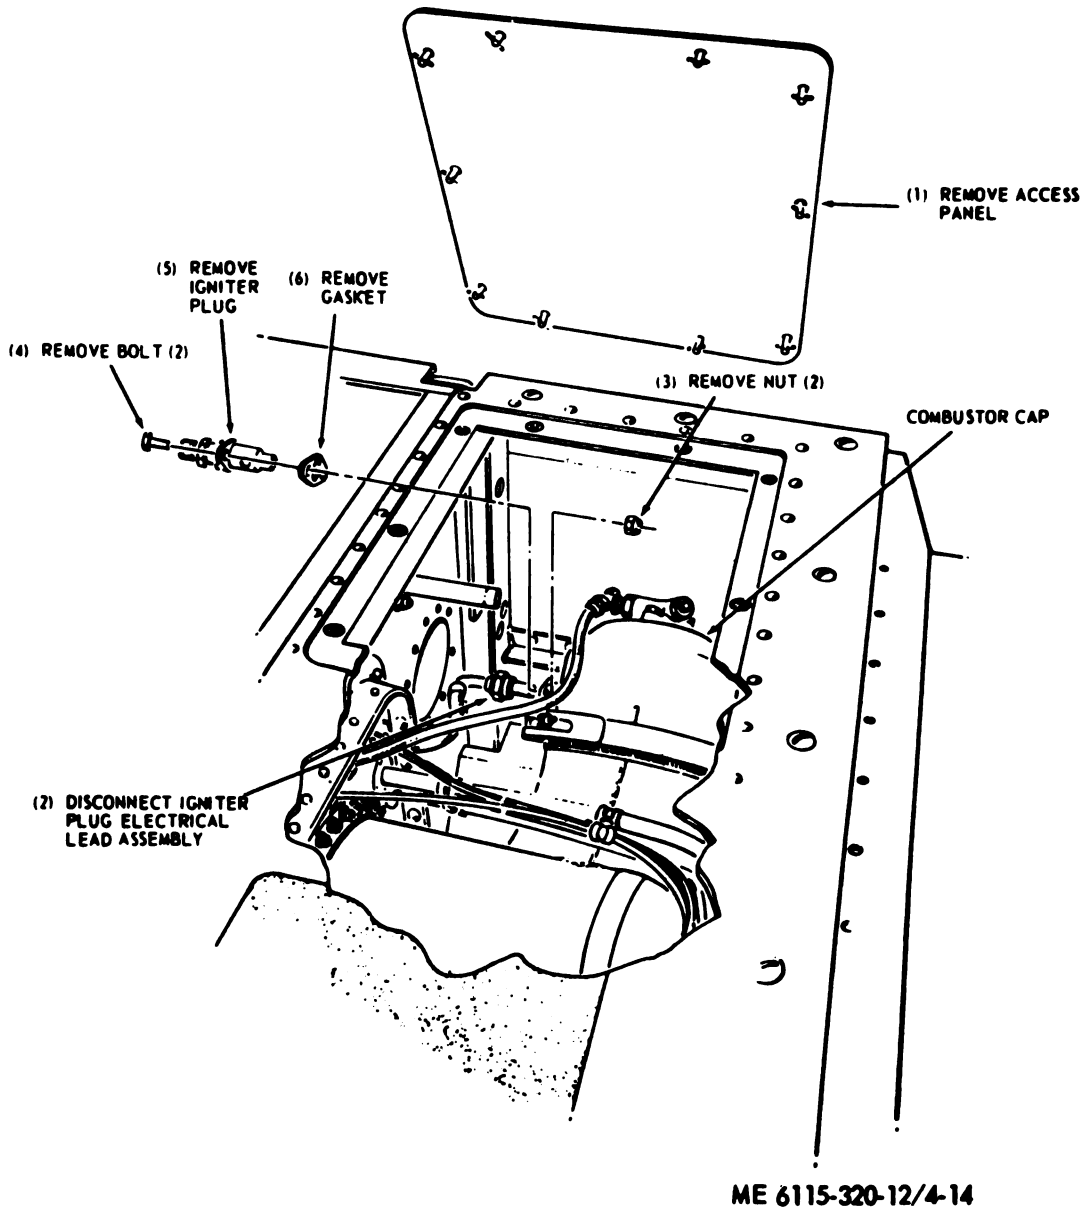 (1) REMOVE ACCESS
PANEL
(5) REMOVE
IGNITER
PLUG
(6) REMOVE
GASKET
(4) REMOVE BOLT (2)
(3) REMOVE NUT (2)
COMBUSTOR CAP
(2) DISCONNECT IGNITER
PLUG ELECTRICAL
LEAD ASSEMBLY
ME 6115-320-12/4-14